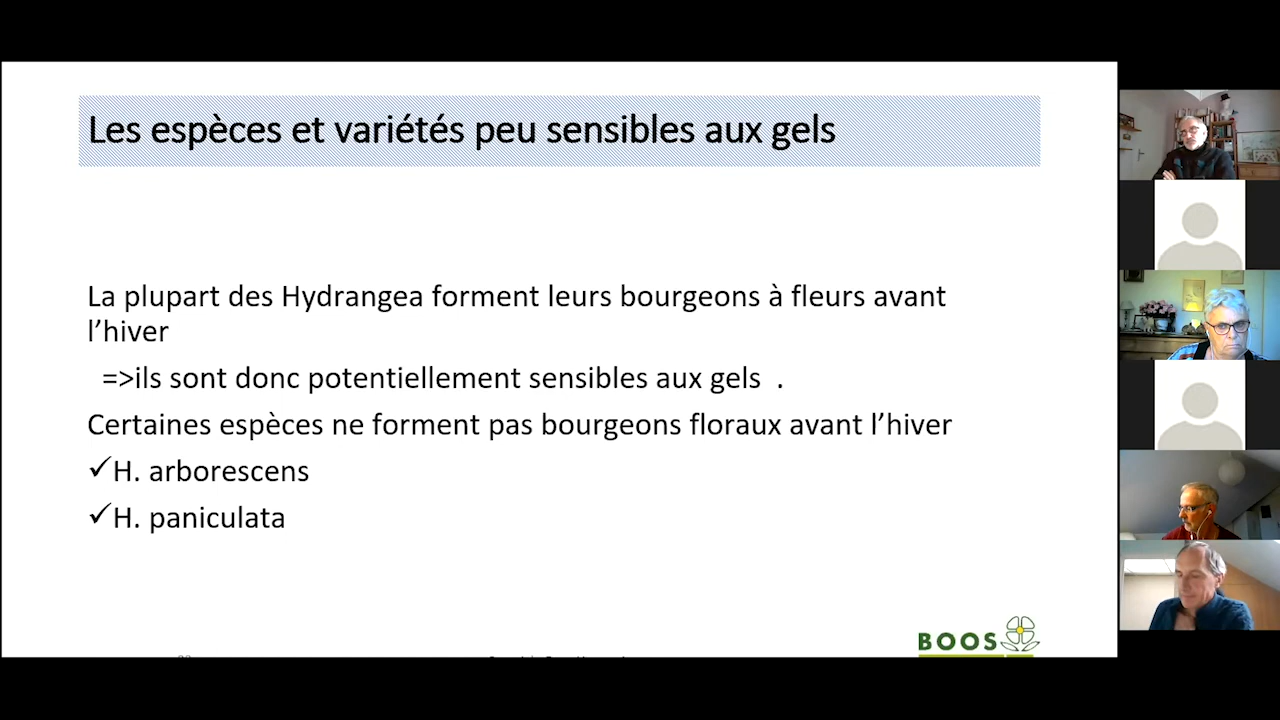 Les espèces et variétés peu sensibles aux gels
La plupart des Hydrangea forment leurs bourgeons à fleurs avant
l’hiver
=>ils sont donc potentiellement sensibles aux gels .
Certaines espèces ne forment pas bourgeons floraux avant l’hiver
✓H. arborescens
✓H. paniculata
BOOS